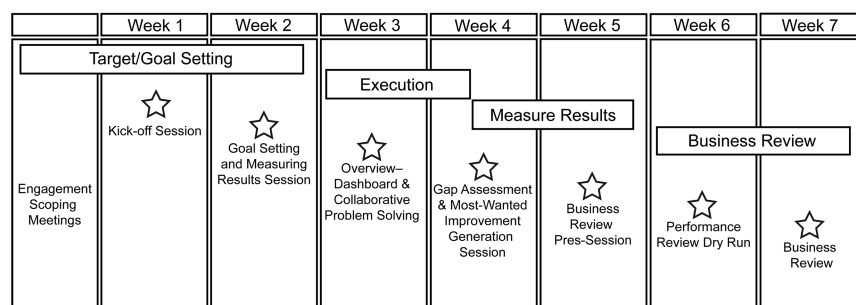 Week 1
Week 2
Week 3
Week 4
Week 5
Week 6
Week 7
Target/Goal Setting
Execution
Measure Results
Business Review
Engagement
Scoping
Meetings
Kick-off Session
Goal Setting
and Measuring
Results Session
Overview–
Dashboard &
Collaborative
Problem Solving
Gap Assessment
& Most-Wanted
Improvement
Generation
Session
Business
Review
Pres-Session
Performance
Review Dry Run
Business
Review